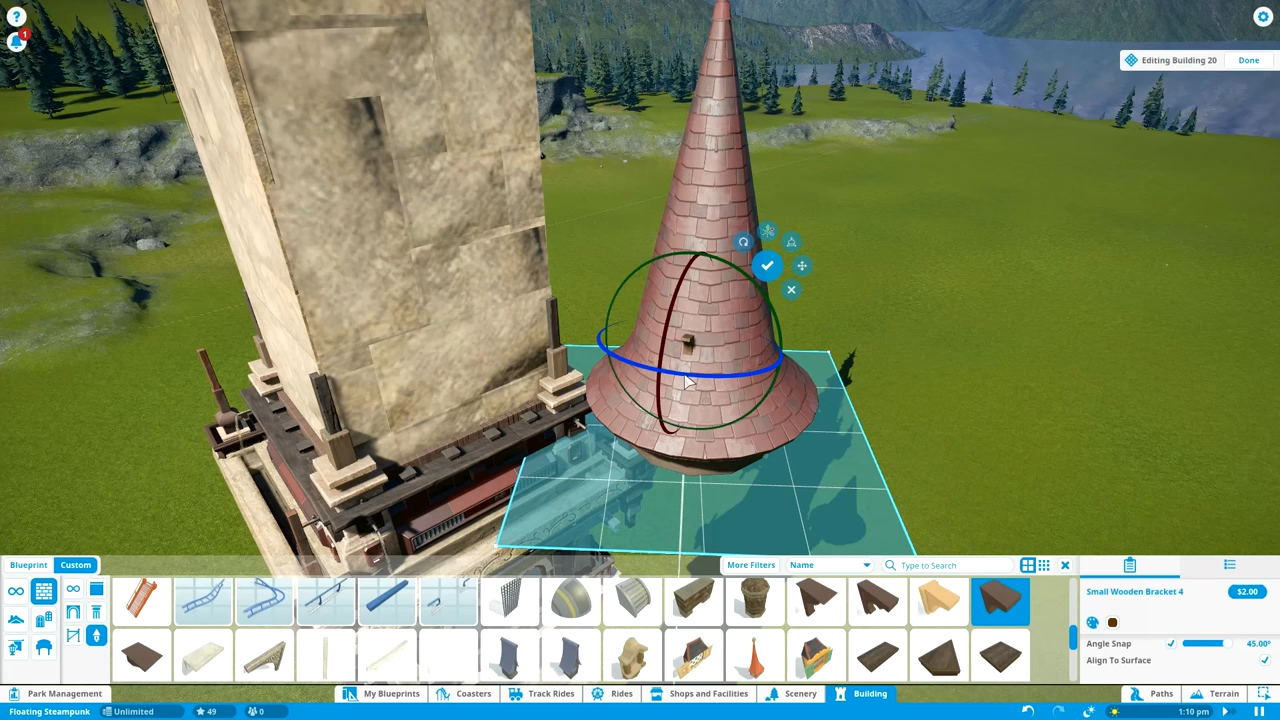 ?
1
Editing Building 20 Done
Blueprint Custom
More Filters Name Type to Search
Small Wooden Bracket 4 $2.00
Angle Snap 45.00°
Align To Surface
Park Management My Blueprints Coasters Track Rides Rides Shops and Facilities Scenery Building Paths Terrain
Floating Steampunk Unlimited 49 0 1:10 pm